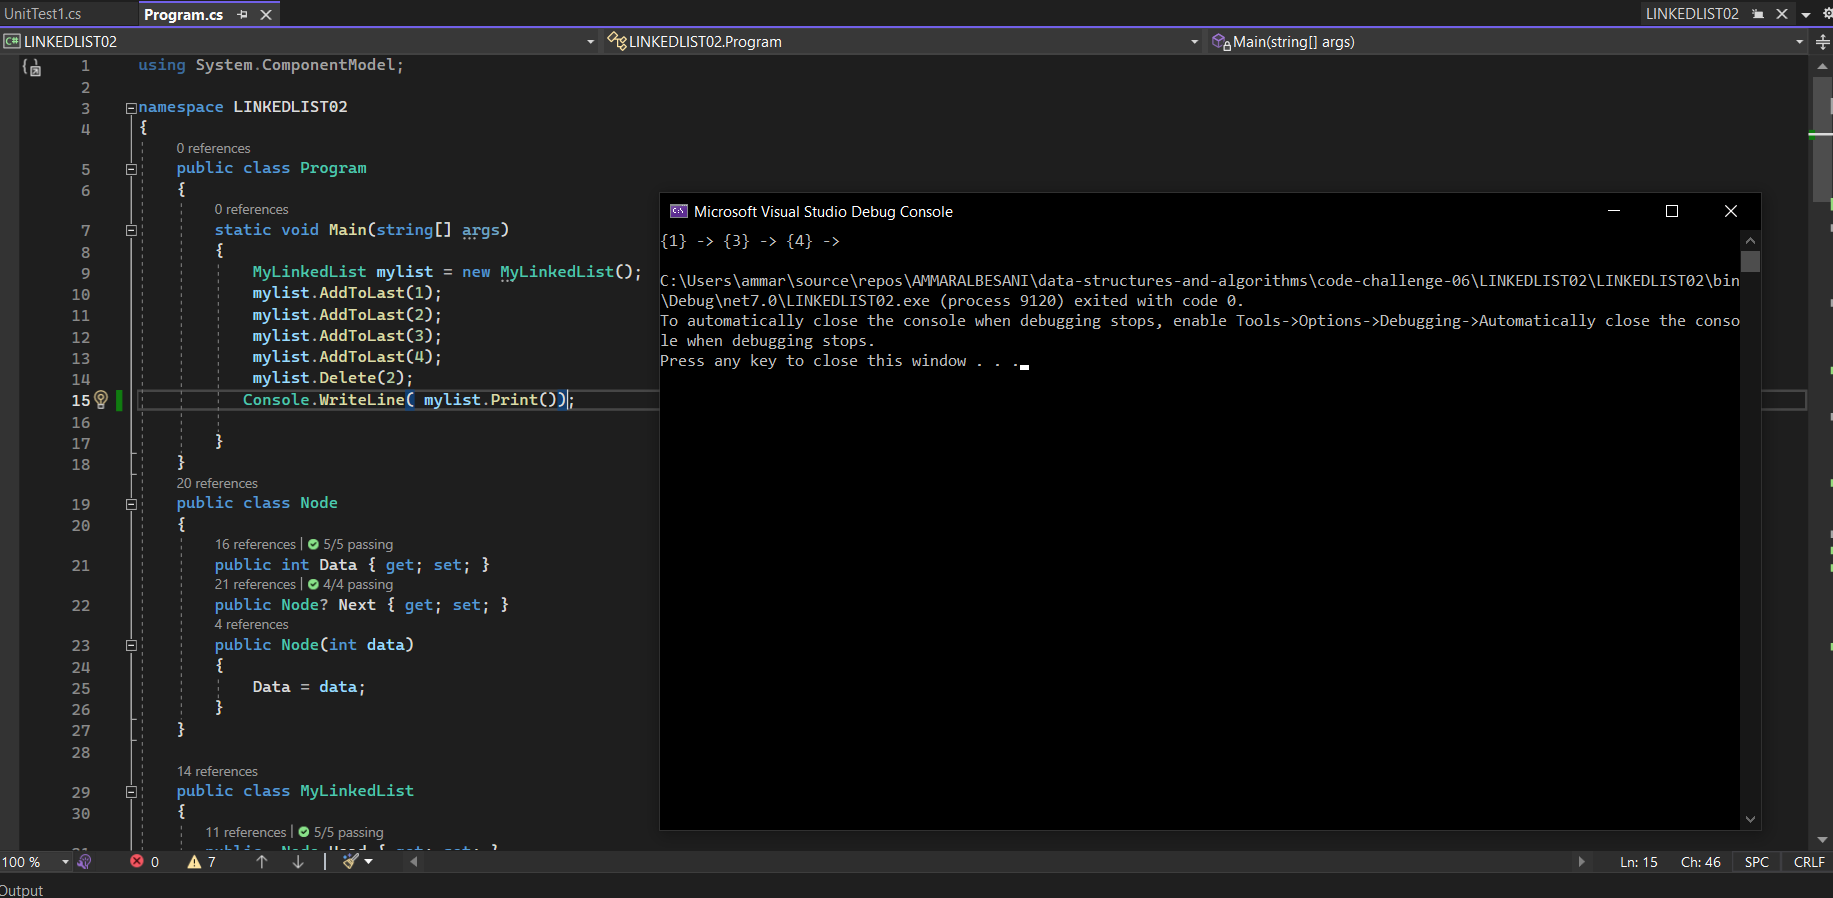 UnitTest1.cs
Program.cs
LINKEDLIST02
C# LINKEDLIST02
LINKEDLIST02.Program
Main(string[] args)
1 using System.ComponentModel;
2
3 namespace LINKEDLIST02
4 {
0 references
5 public class Program
6 {
0 references
7 static void Main(string[] args)
8 {
9 MyLinkedList mylist = new MyLinkedList();
10 mylist.AddToLast(1);
11 mylist.AddToLast(2);
12 mylist.AddToLast(3);
13 mylist.AddToLast(4);
14 mylist.Delete(2);
15 Console.WriteLine( mylist.Print());
16
17 }
18 }
20 references
19 public class Node
20 {
16 references | 5/5 passing
21 public int Data { get; set; }
21 references | 4/4 passing
22 public Node? Next { get; set; }
4 references
23 public Node(int data)
24 {
25 Data = data;
26 }
27 }
28
14 references
29 public class MyLinkedList
30 {
11 references | 5/5 passing
Microsoft Visual Studio Debug Console
{1} -> {3} -> {4} ->
C:\Users\ammar\source\repos\AMMARALBESANI\data-structures-and-algorithms\code-challenge-06\LINKEDLIST02\LINKEDLIST02\bin
\Debug\net7.0\LINKEDLIST02.exe (process 9120) exited with code 0.
To automatically close the console when debugging stops, enable Tools->Options->Debugging->Automatically close the conso
le when debugging stops.
Press any key to close this window . . .
100 %
0
7
Ln: 15
Ch: 46
SPC
CRLF
Output